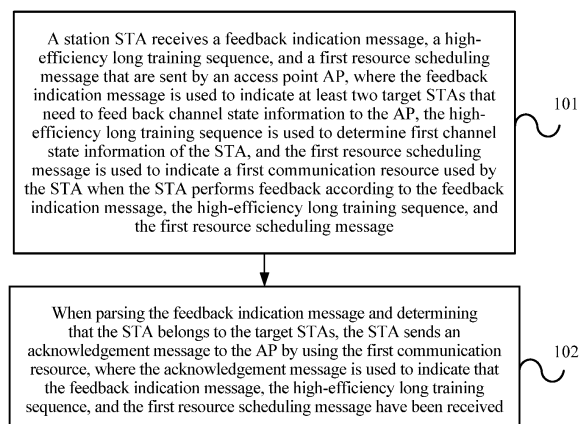 A station STA receives a feedback indication message, a high-
efficiency long training sequence, and a first resource scheduling
message that are sent by an access point AP, where the feedback
indication message is used to indicate at least two target STAs that
need to feed back channel state information to the AP, the high-
efficiency long training sequence is used to determine first channel
state information of the STA, and the first resource scheduling
message is used to indicate a first communication resource used by
the STA when the STA performs feedback according to the feedback
indication message, the high-efficiency long training sequence, and
the first resource scheduling message
101
When parsing the feedback indication message and determining
that the STA belongs to the target STAs, the STA sends an
acknowledgement message to the AP by using the first communication
resource, where the acknowledgement message is used to indicate that
the feedback indication message, the high-efficiency long training
sequence, and the first resource scheduling message have been received
102